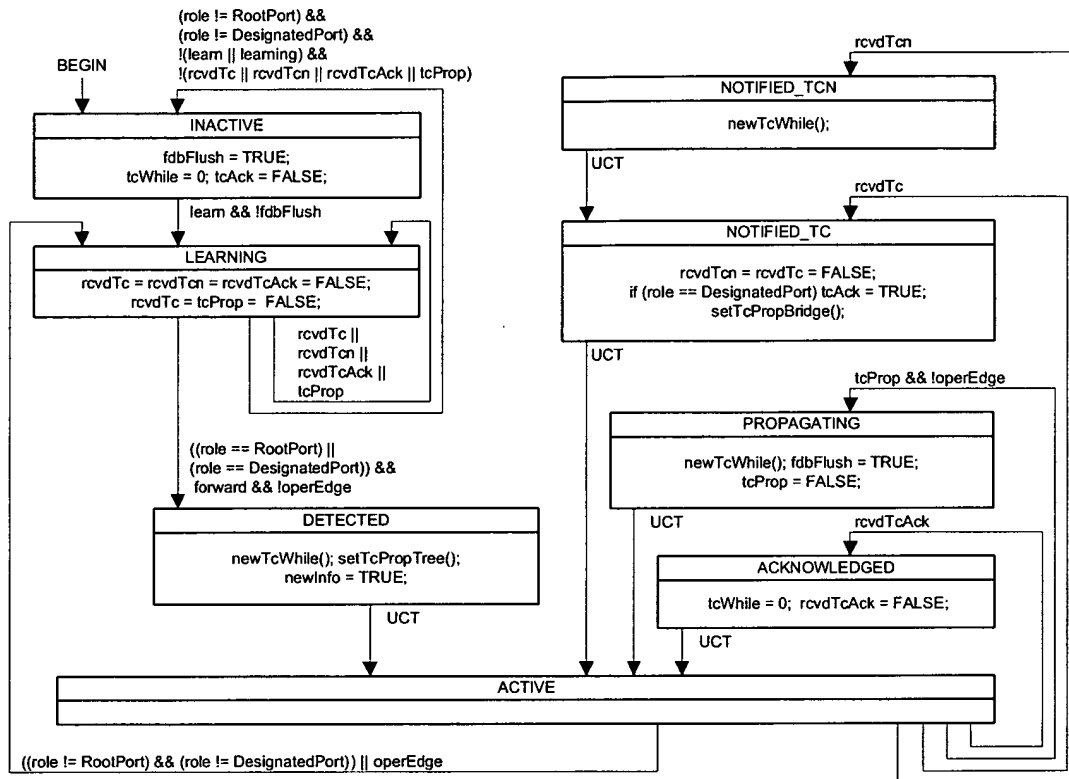 (role != RootPort) &&
(role != DesignatedPort) &&
!(learn || learning) &&
!(rcvdTc || rcvdTcn || rcvdTcAck || tcProp)
BEGIN
INACTIVE
fdbFlush = TRUE;
tcWhile = 0; tcAck = FALSE;
learn && !fdbFlush
LEARNING
rcvdTc = rcvdTcn = rcvdTcAck = FALSE;
rcvdTc = tcProp = FALSE;
rcvdTc ||
rcvdTcn ||
rcvdTcAck ||
tcProp
((role == RootPort) ||
(role == DesignatedPort)) &&
forward && !operEdge
DETECTED
newTcWhile(); setTcPropTree();
newInfo = TRUE;
UCT
rcvdTcn
NOTIFIED_TCN
newTcWhile();
UCT
rcvdTc
NOTIFIED_TC
rcvdTcn = rcvdTc = FALSE;
if (role == DesignatedPort) tcAck = TRUE;
setTcPropBridge();
UCT
tcProp && !operEdge
PROPAGATING
newTcWhile(); fdbFlush = TRUE;
tcProp = FALSE;
UCT
rcvdTcAck
ACKNOWLEDGED
tcWhile = 0; rcvdTcAck = FALSE;
UCT
ACTIVE
((role != RootPort) && (role != DesignatedPort)) || operEdge